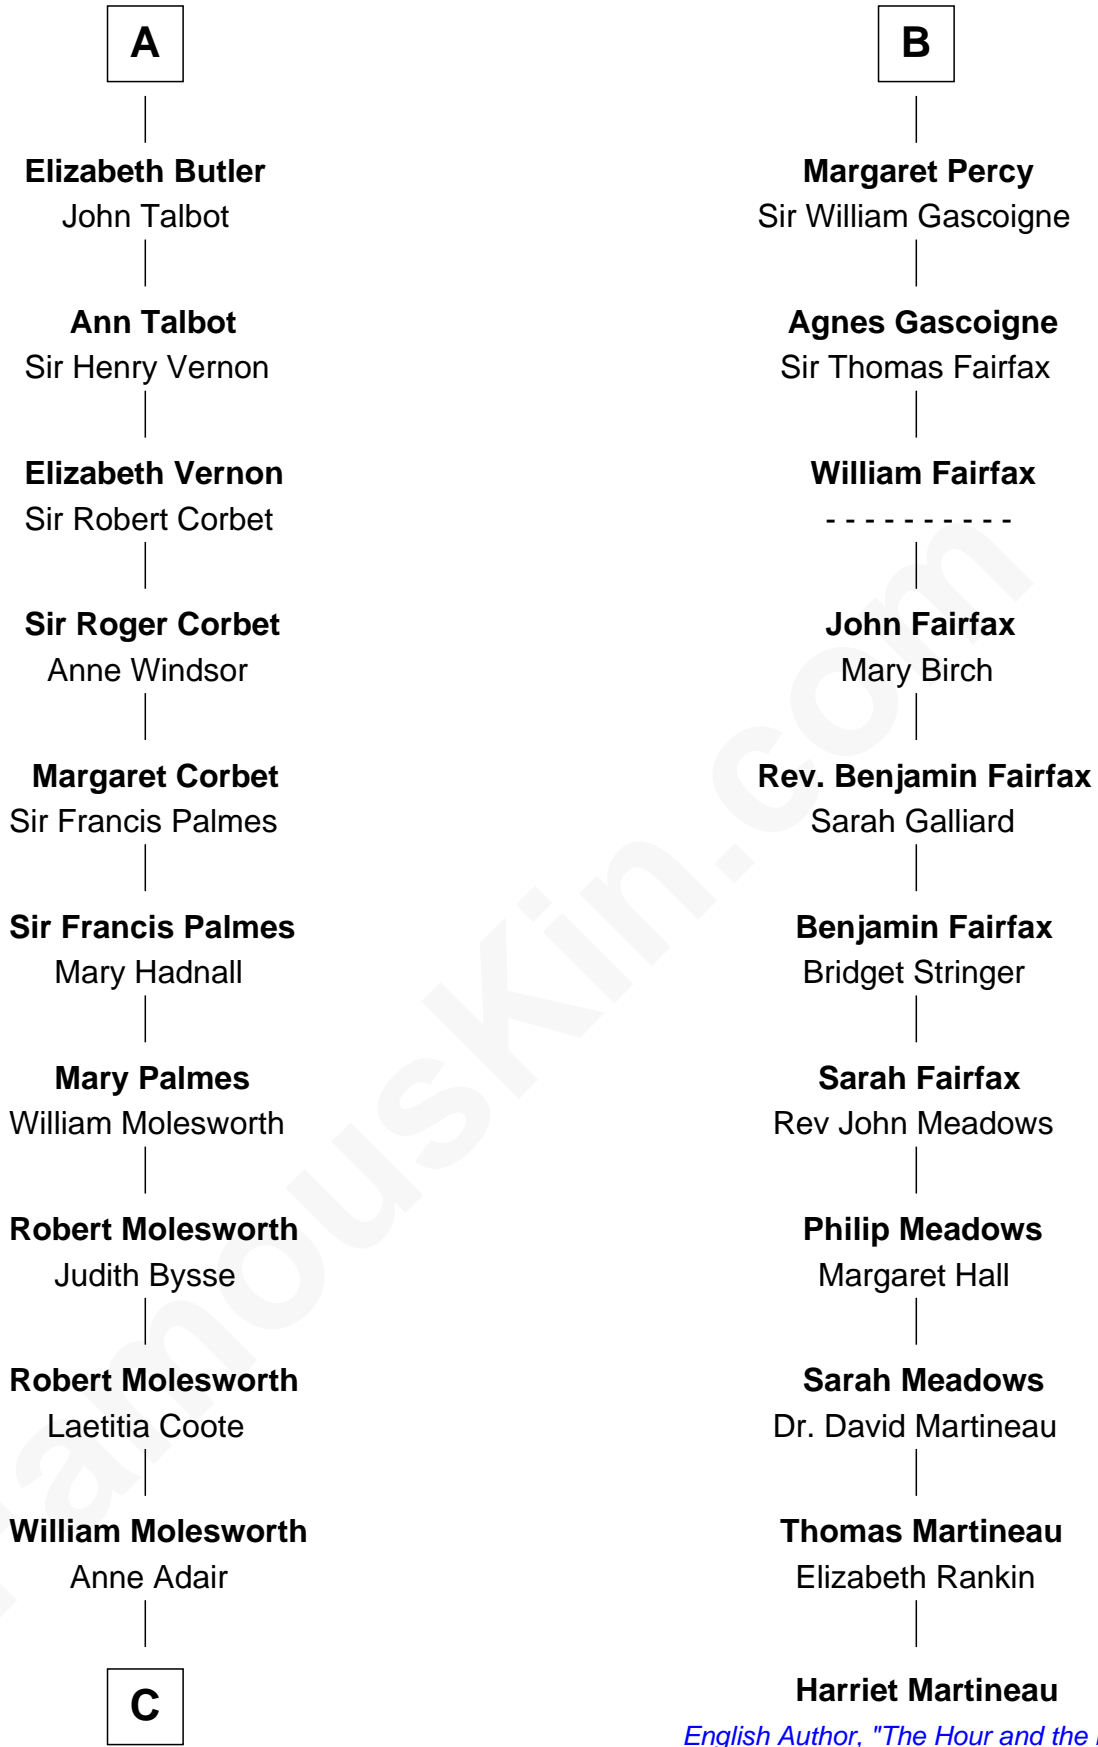 A
Elizabeth Butler
John Talbot
Ann Talbot
Sir Henry Vernon
Elizabeth Vernon
Sir Robert Corbet
Sir Roger Corbet
Anne Windsor
Margaret Corbet
Sir Francis Palmes
Sir Francis Palmes
Mary Hadnall
Mary Palmes
William Molesworth
Robert Molesworth
Judith Bysse
Robert Molesworth
Laetitia Coote
William Molesworth
Anne Adair
C
B
Margaret Percy
Sir William Gascoigne
Agnes Gascoigne
Sir Thomas Fairfax
William Fairfax
- - - - - - - - - -
John Fairfax
Mary Birch
Rev. Benjamin Fairfax
Sarah Galliard
Benjamin Fairfax
Bridget Stringer
Sarah Fairfax
Rev John Meadows
Philip Meadows
Margaret Hall
Sarah Meadows
Dr. David Martineau
Thomas Martineau
Elizabeth Rankin
Harriet Martineau
English Author, "The Hour and the
FamousKin.com